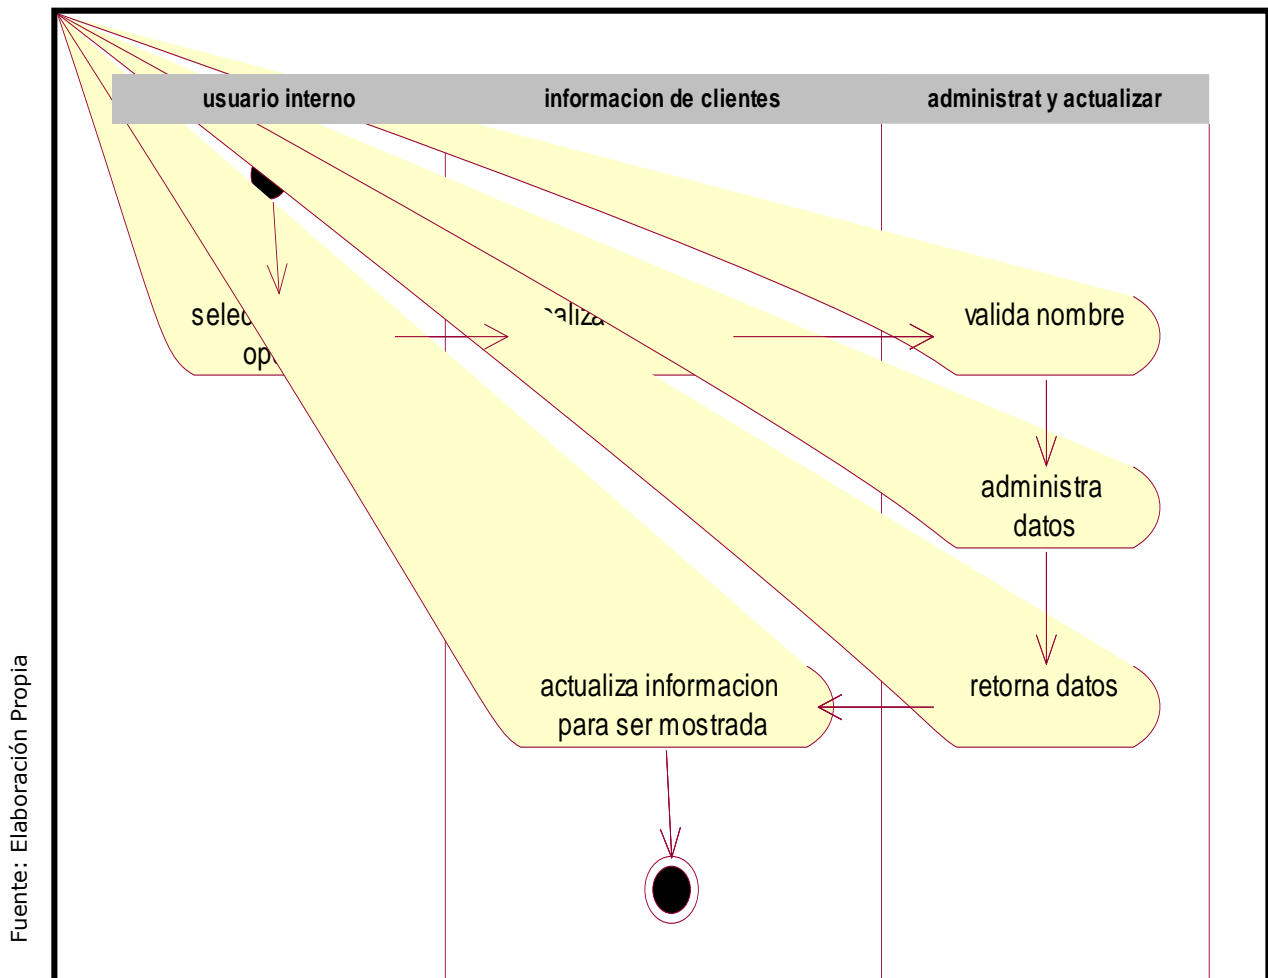 usuario interno
informacion de clientes
administrat y actualizar
valida nombre
administra
datos
retorna datos
actualiza informacion
para ser mostrada
Fuente: Elaboración Propia